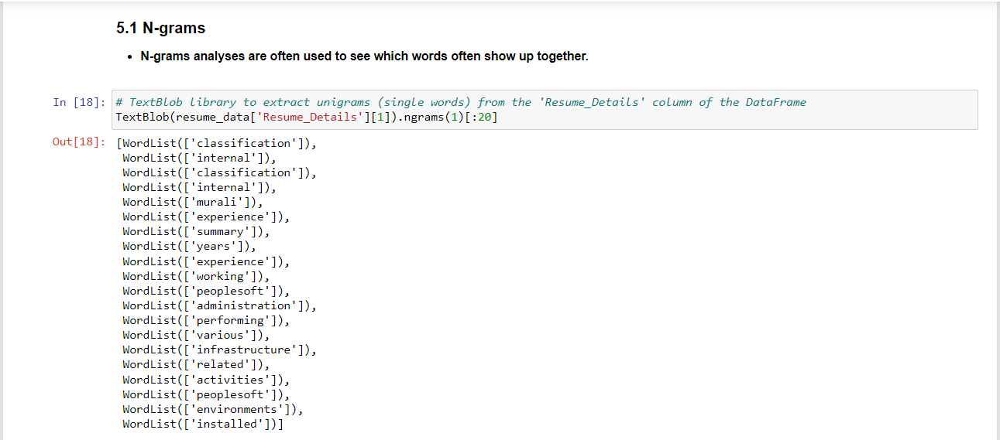 5.1 N-grams
• N-grams analyses are often used to see which words often show up together.
In [18]: # TextBlob library to extract unigrams (single words) from the 'Resume_Details' column of the DataFrame
TextBlob(resume_data['Resume_Details'][1]).ngrams(1)[:20]
Out[18]: [WordList(['classification']),
WordList(['internal']),
WordList(['classification']),
WordList(['internal']),
WordList(['murali']),
WordList(['experience']),
WordList(['summary']),
WordList(['years']),
WordList(['experience']),
WordList(['working']),
WordList(['peoplesoft']),
WordList(['administration']),
WordList(['performing']),
WordList(['various']),
WordList(['infrastructure']),
WordList(['related']),
WordList(['activities']),
WordList(['peoplesoft']),
WordList(['environments']),
WordList(['installed'])]